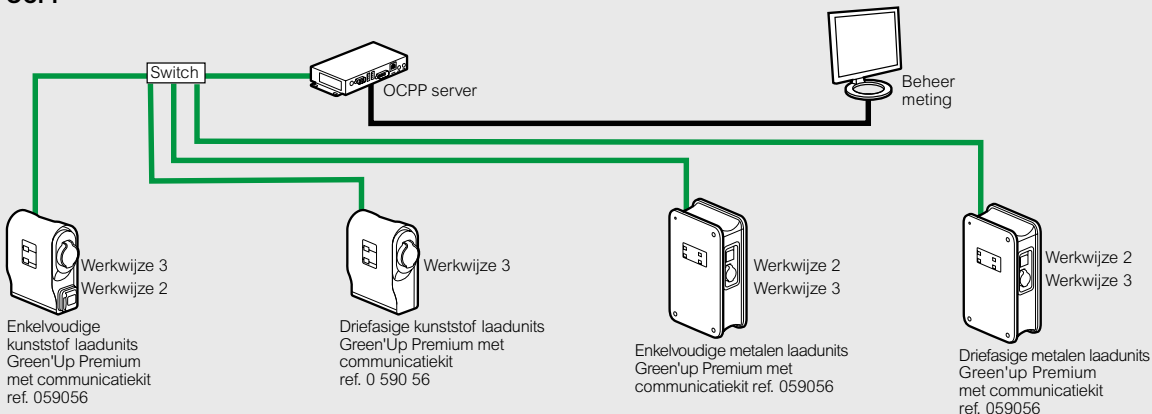 OCPP
Switch
OCPP server
Beheer
meting
Werkwijze 3
Werkwijze 2
Enkelvoudige
kunststof laadunits
Green'Up Premium
met communicatiekit
ref. 059056
Werkwijze 3
Driefasige kunststof laadunits
Green'Up Premium met
communicatiekit
ref. 0 590 56
Werkwijze 2
Werkwijze 3
Enkelvoudige metalen laadunits
Green'up Premium met
communicatiekit ref. 059056
Werkwijze 2
Werkwijze 3
Driefasige metalen laadunits
Green'up Premium
met communicatiekit
ref. 059056